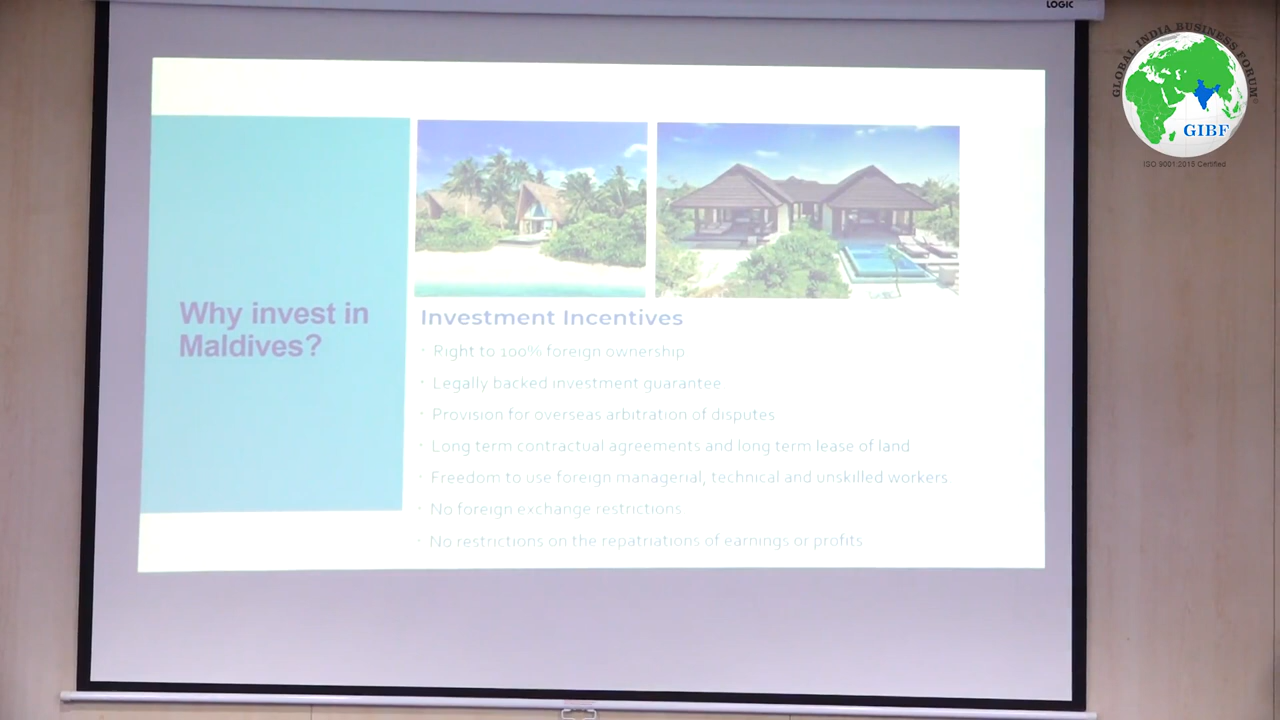 LOGIC
GLOBAL INDIA BUSINESS FORUM
GIBF
ISO 9001:2015 Certified
Why invest in
Maldives?
Investment Incentives
· Right to 100% foreign ownership
· Legally backed investment guarantee
· Provision for overseas arbitration of disputes
· Long term contractual agreements and long term lease of land
· Freedom to use foreign managerial, technical and unskilled workers
· No foreign exchange restrictions
· No restrictions on the repatriations of earnings or profits